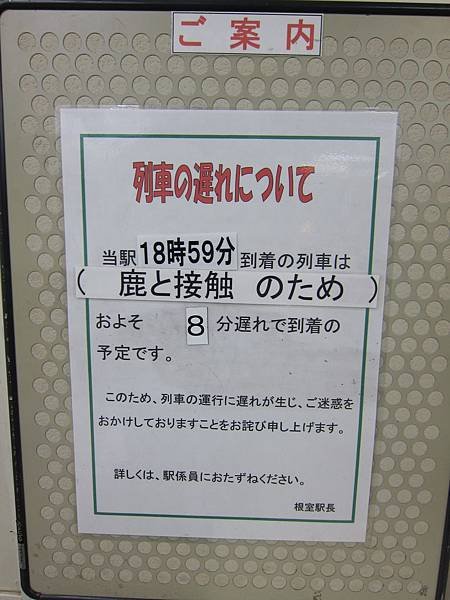 ご案内
列車の遅れについて
当駅 18時59分 到着の列車は
( 鹿と接触 のため )
およそ 8 分遅れで到着の
予定です。
このため、列車の運行に遅れが生じ、ご迷惑を
おかけしておりますことをお詫び申し上げます。
詳しくは、駅係員におたずねください。
根室駅長